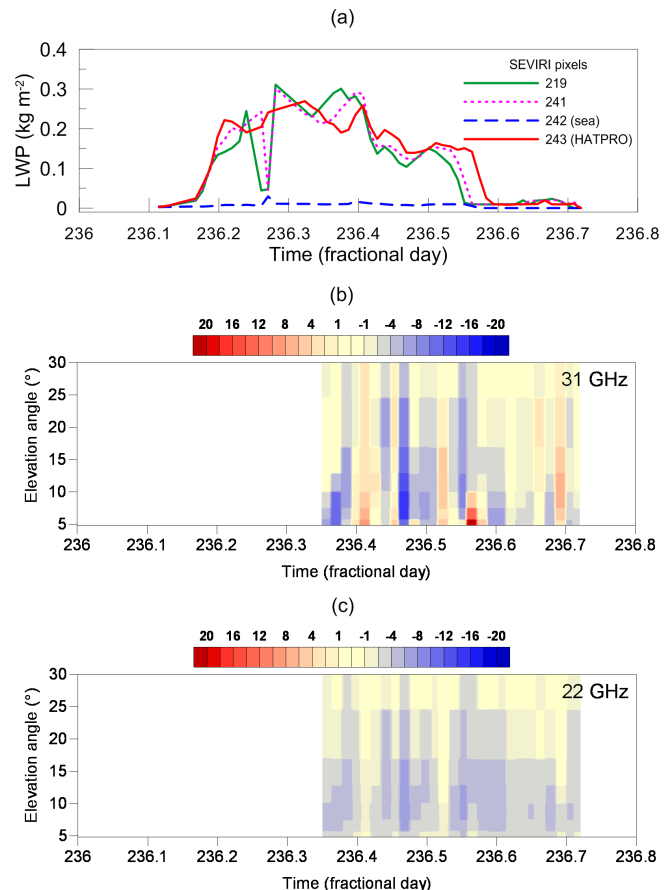 (a)
LWP (kg m-2)
0.4
0.3
0.2
0.1
0
SEVIRI pixels
219
241
242 (sea)
243 (HATPRO)
236 236.1 236.2 236.3 236.4 236.5 236.6 236.7 236.8
Time (fractional day)
(b)
20 16 12 8 4 1 -1 -4 -8 -12 -16 -20
Elevation angle (°)
30
25
20
15
10
5
31 GHz
236 236.1 236.2 236.3 236.4 236.5 236.6 236.7 236.8
Time (fractional day)
(c)
20 16 12 8 4 1 -1 -4 -8 -12 -16 -20
Elevation angle (°)
30
25
20
15
10
5
22 GHz
236 236.1 236.2 236.3 236.4 236.5 236.6 236.7 236.8
Time (fractional day)